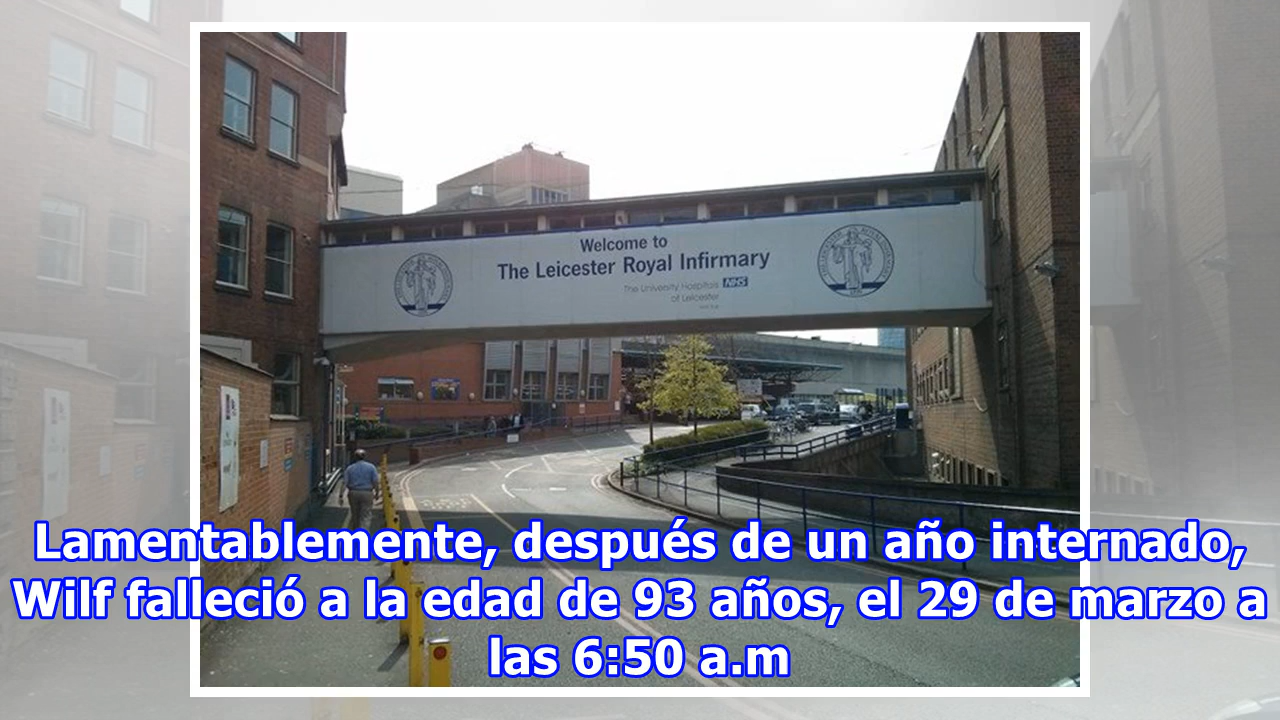 Welcome to
The Leicester Royal Infirmary
The University Hospitals NHS
of Leicester
Lamentablemente, después de un año internado,
Wilf falleció a la edad de 93 años, el 29 de marzo a
las 6:50 a.m